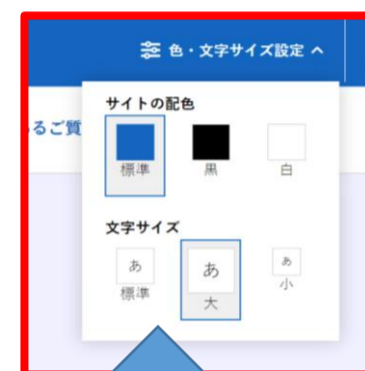 色・文字サイズ設定
るご質
サイトの配色
標準 黒 白
文字サイズ
あ あ あ
標準 大 小